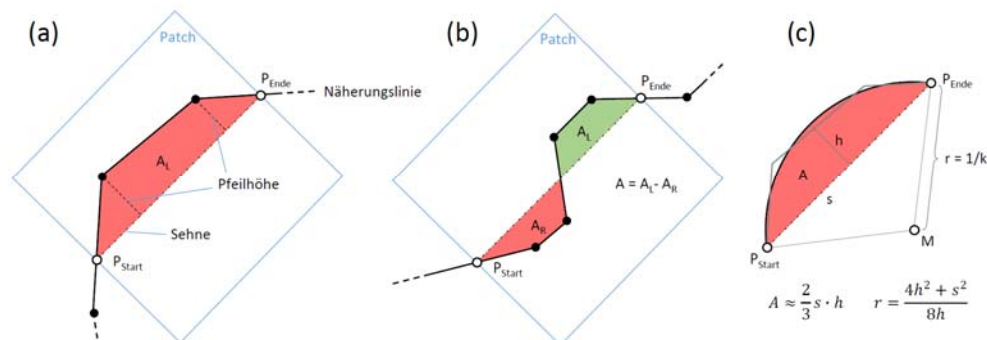 (a)
Patch
P_Ende
Näherungslinie
A_L
Pfeilhöhe
Sehne
P_Start
(b)
Patch
P_Ende
A_L
A = A_L- A_R
A_R
P_Start
(c)
P_Ende
h
r = 1/k
A
s
M
P_Start
A ≈ 2/3 s · h
r = (4h² + s²)/8h